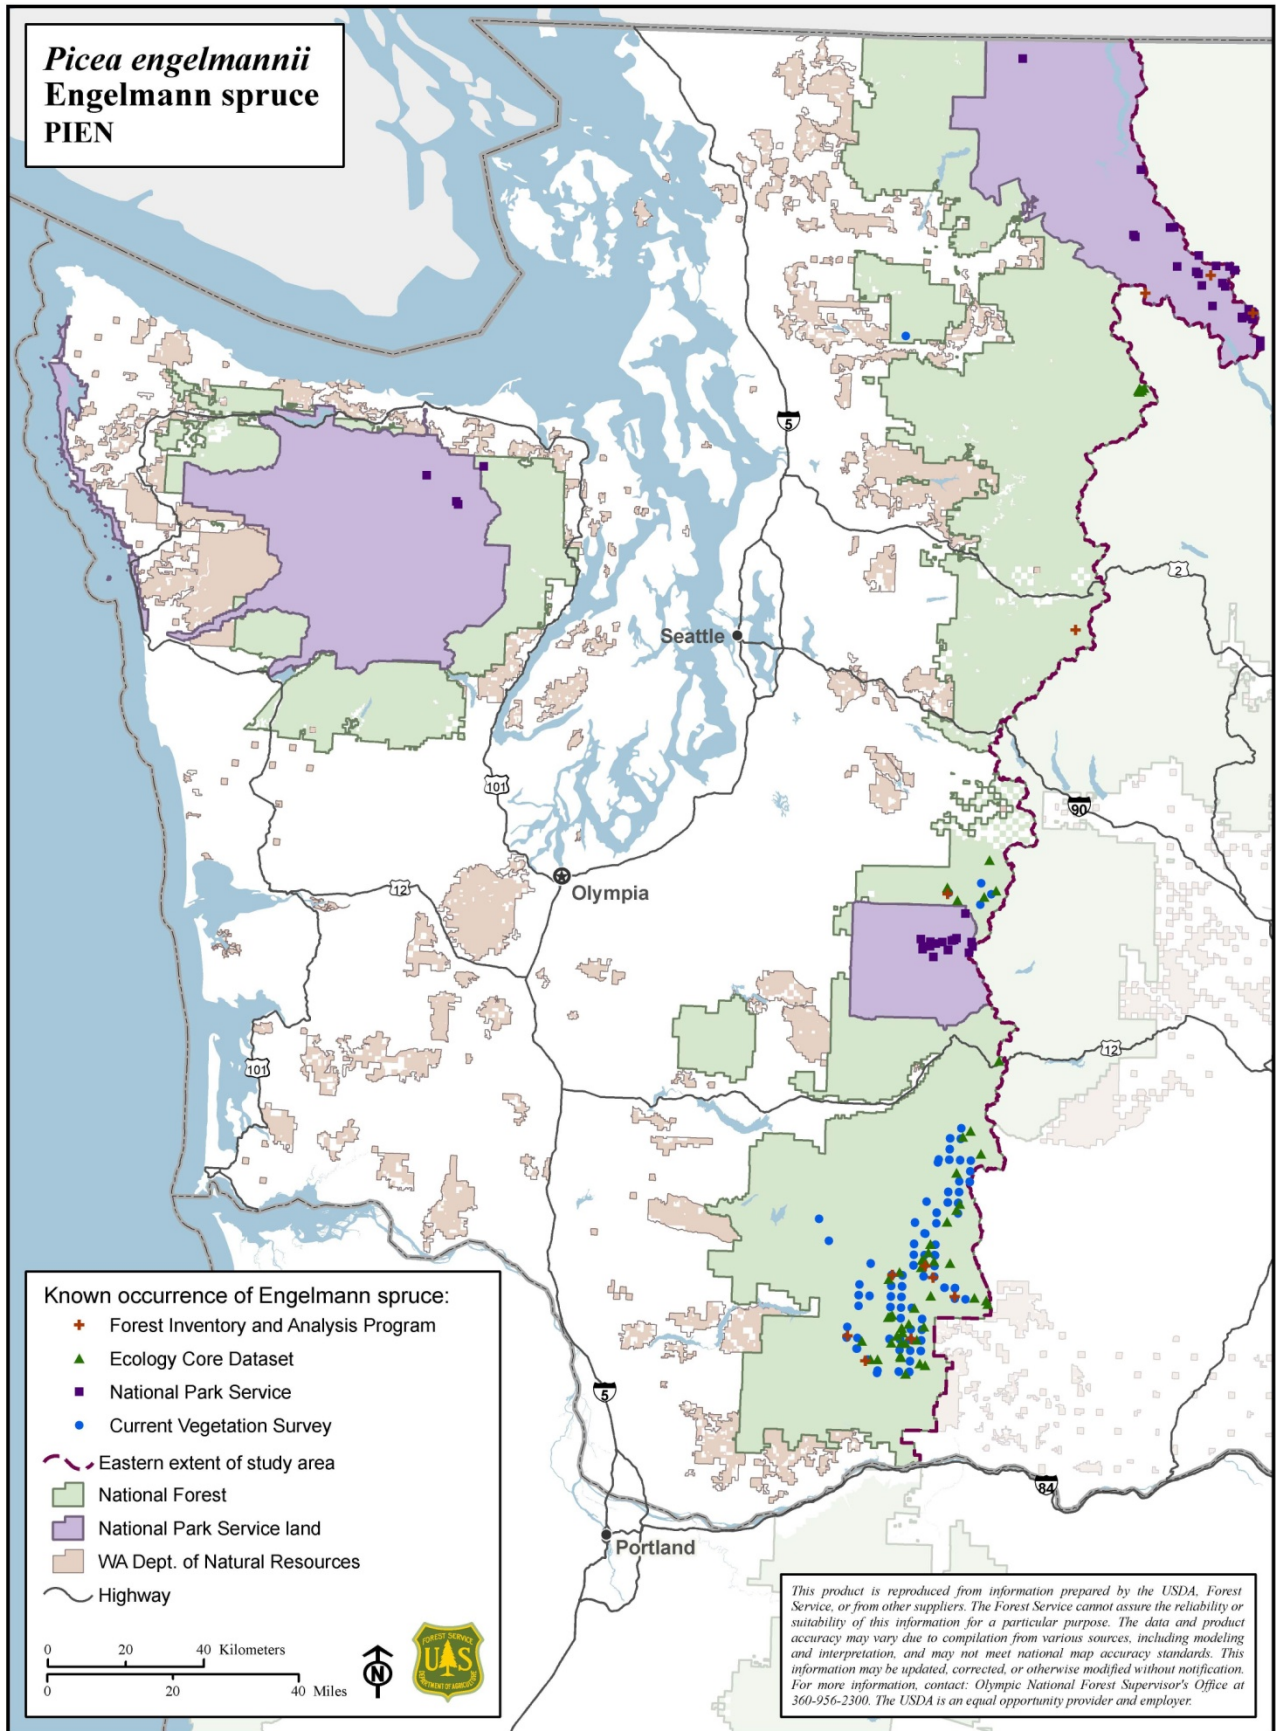 Picea engelmannii
Engelmann spruce
PIEN
5
2
Seattle
101
90
12
Olympia
101
12
Known occurrence of Engelmann spruce:
Forest Inventory and Analysis Program
Ecology Core Dataset
National Park Service
Current Vegetation Survey
Eastern extent of study area
National Forest
National Park Service land
WA Dept. of Natural Resources
Highway
0 20 40 Kilometers
0 20 40 Miles
N
FOREST SERVICE
U S
DEPARTMENT OF AGRICULTURE
5
84
Portland
This product is reproduced from information prepared by the USDA, Forest
Service, or from other suppliers. The Forest Service cannot assure the reliability or
suitability of this information for a particular purpose. The data and product
accuracy may vary due to compilation from various sources, including modeling
and interpretation, and may not meet national map accuracy standards. This
information may be updated, corrected, or otherwise modified without notification.
For more information, contact: Olympic National Forest Supervisor's Office at
360-956-2300. The USDA is an equal opportunity provider and employer.